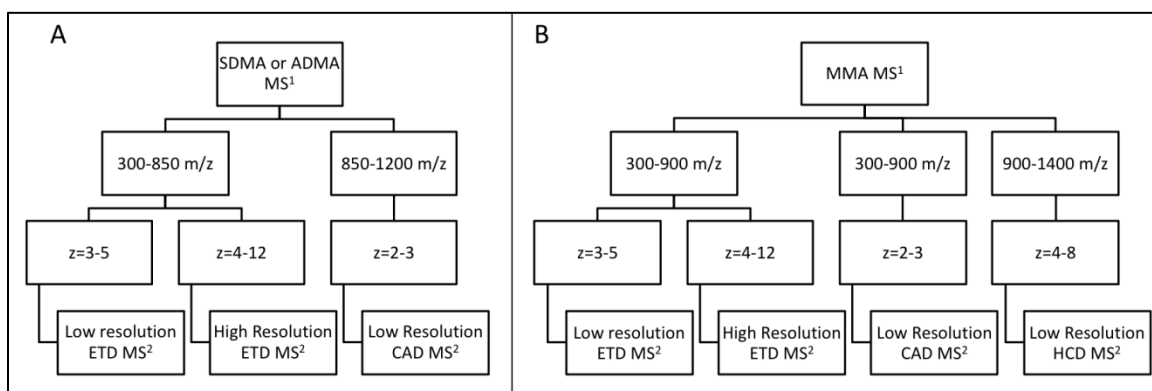 A
SDMA or ADMA
MS¹
300-850 m/z
850-1200 m/z
z=3-5
z=4-12
z=2-3
Low resolution
ETD MS²
High Resolution
ETD MS²
Low Resolution
CAD MS²
B
MMA MS¹
300-900 m/z
300-900 m/z
900-1400 m/z
z=3-5
z=4-12
z=2-3
z=4-8
Low resolution
ETD MS²
High Resolution
ETD MS²
Low Resolution
CAD MS²
Low Resolution
HCD MS²